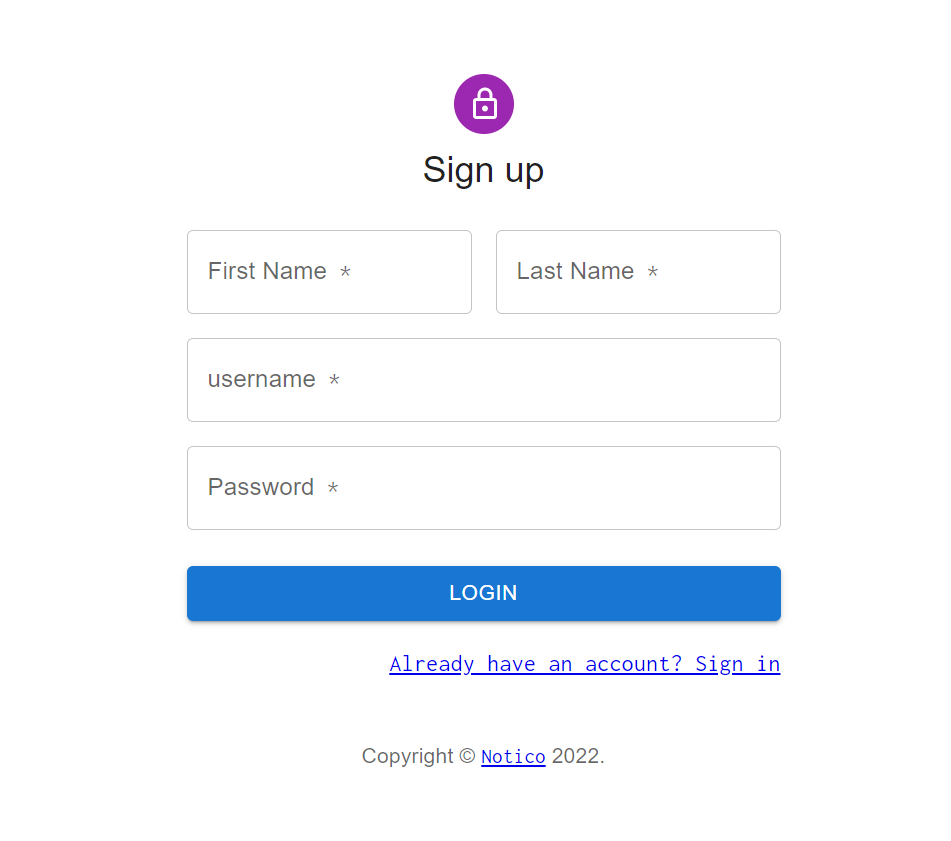 Sign up
First Name *
Last Name *
username *
Password *
LOGIN
Already have an account? Sign in
Copyright © Notico 2022.